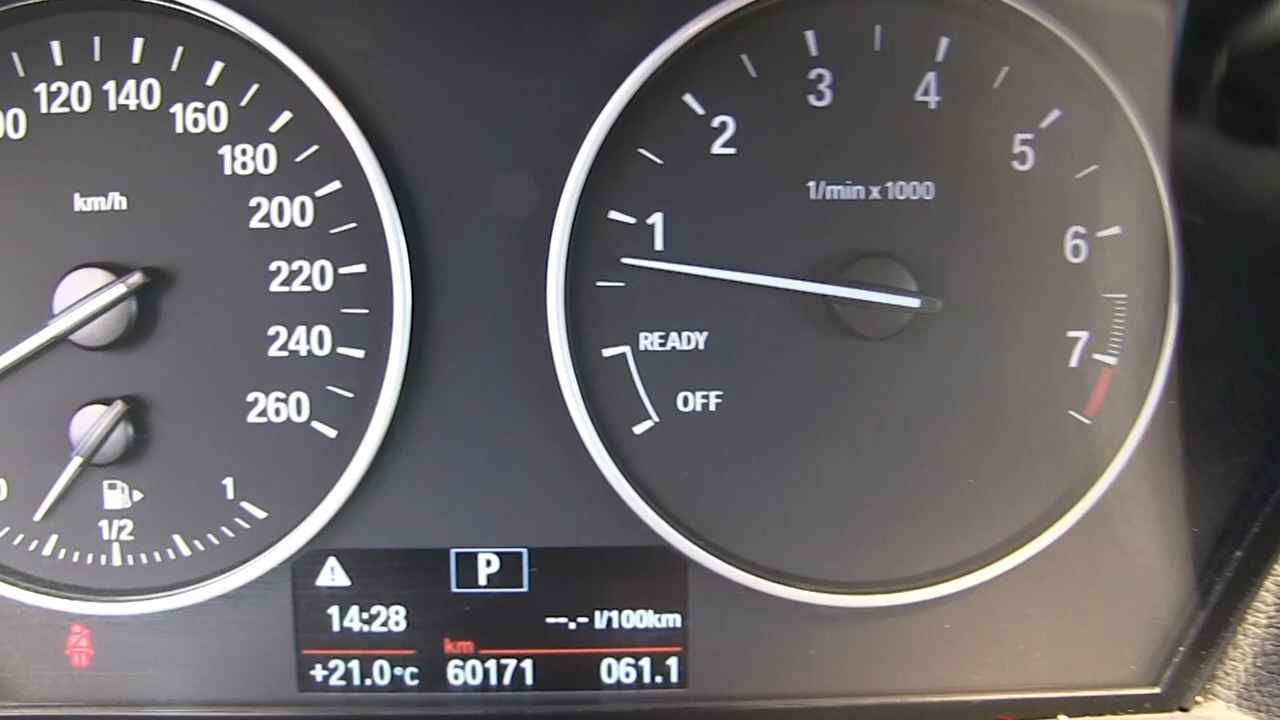 120
140
160
180
200
220
240
260
km/h
1/2
1
1
2
3
4
5
6
7
1/min x 1000
READY
OFF
P
14:28
--.- l/100km
km
+21.0°C
60171
061.1